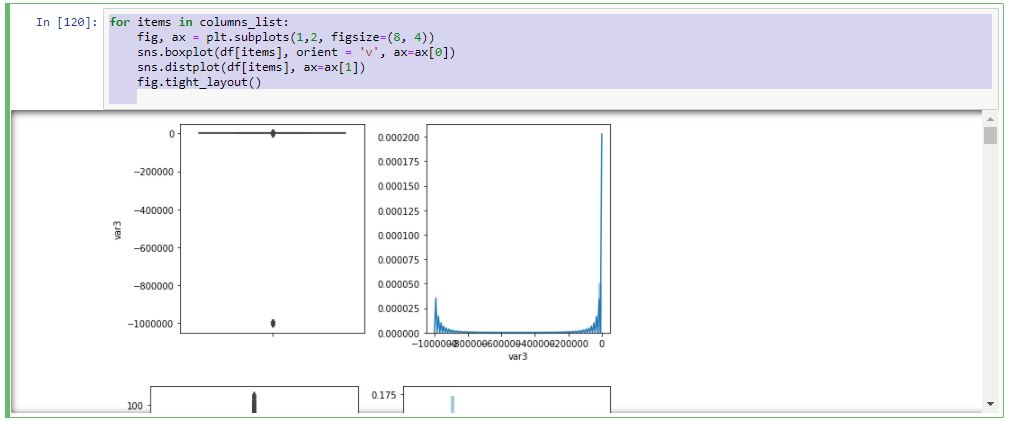 In [120]: for items in columns_list:
fig, ax = plt.subplots(1,2, figsize=(8, 4))
sns.boxplot(df[items], orient = 'v', ax=ax[0])
sns.distplot(df[items], ax=ax[1])
fig.tight_layout()
0
−200000
−400000
−600000
−800000
−1000000
var3
0.000200
0.000175
0.000150
0.000125
0.000100
0.000075
0.000050
0.000025
0.000000
−1000000−800000−600000−400000−200000 0
var3
100
0.175